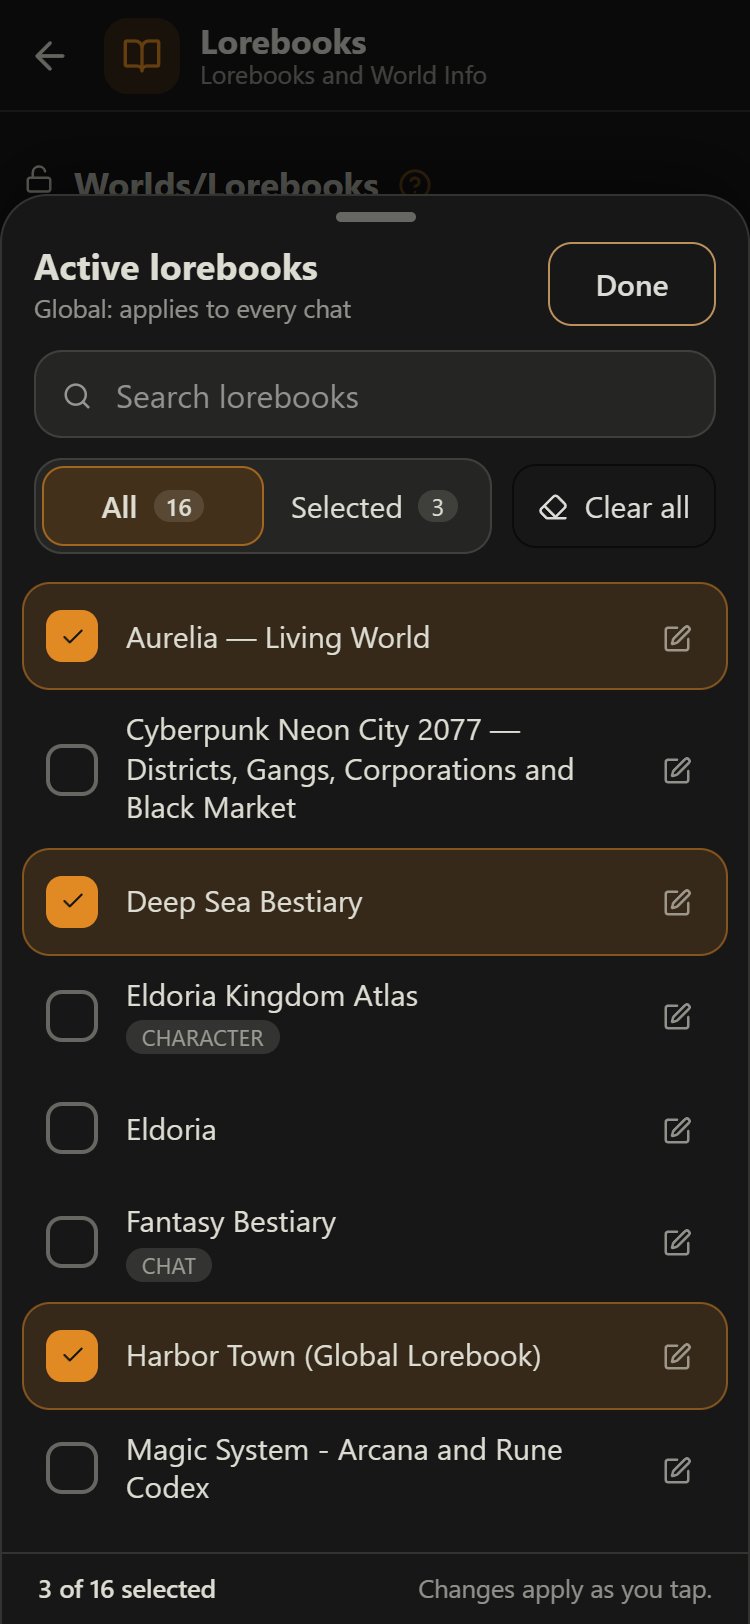 Lorebooks
Lorebooks and World Info
Worlds/Lorebooks ?
Active lorebooks
Global: applies to every chat
Done
Search lorebooks
All 16
Selected 3
Clear all
Aurelia — Living World
Cyberpunk Neon City 2077 —
Districts, Gangs, Corporations and
Black Market
Deep Sea Bestiary
Eldoria Kingdom Atlas
CHARACTER
Eldoria
Fantasy Bestiary
CHAT
Harbor Town (Global Lorebook)
Magic System - Arcana and Rune
Codex
3 of 16 selected
Changes apply as you tap.